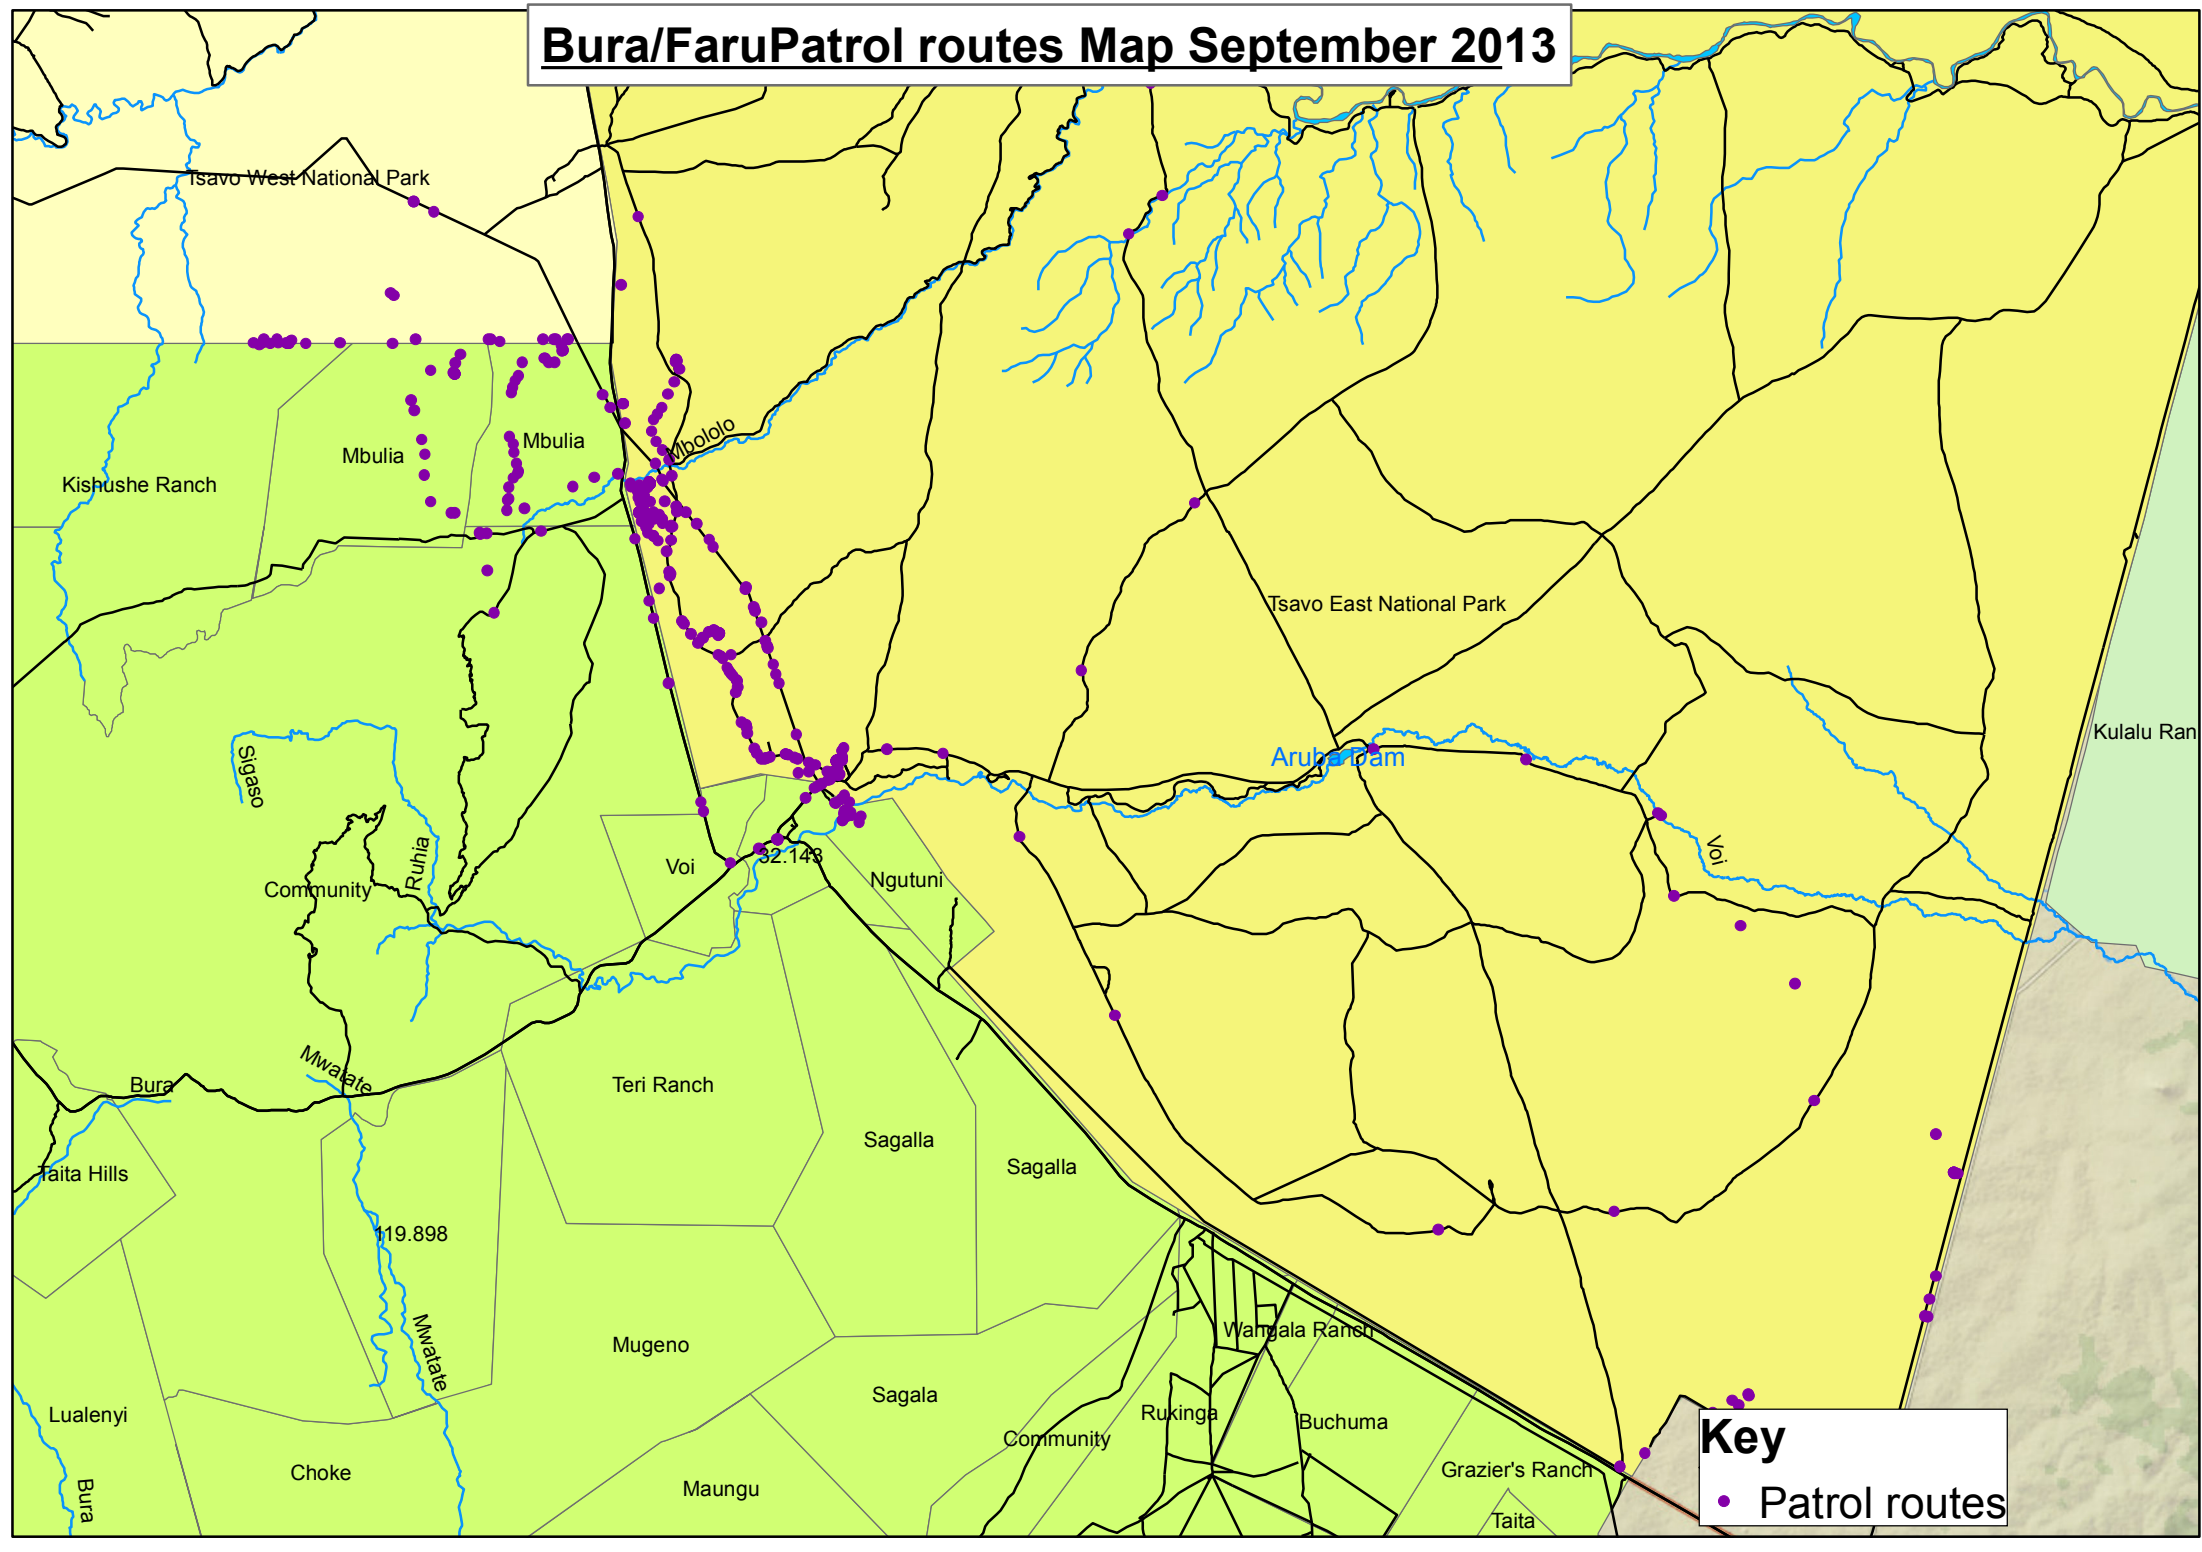 Bura/FaruPatrol routes Map September 2013
Tsavo West National Park
Mbololo
Mbulia
Mbulia
Kishushe Ranch
Tsavo East National Park
Kulalu Ran
Aruba Dam
Sigaso
Ruhia
Voi
32.143
Voi
Ngutuni
Community
Mwatate
Bura
Teri Ranch
Sagalla
Sagalla
Taita Hills
119.898
Mwatate
Mugeno
Wangala Ranch
Sagala
Lualenyi
Rukinga
Buchuma
Community
Key
Choke
Maungu
Grazier's Ranch
Bura
Taita
Patrol routes